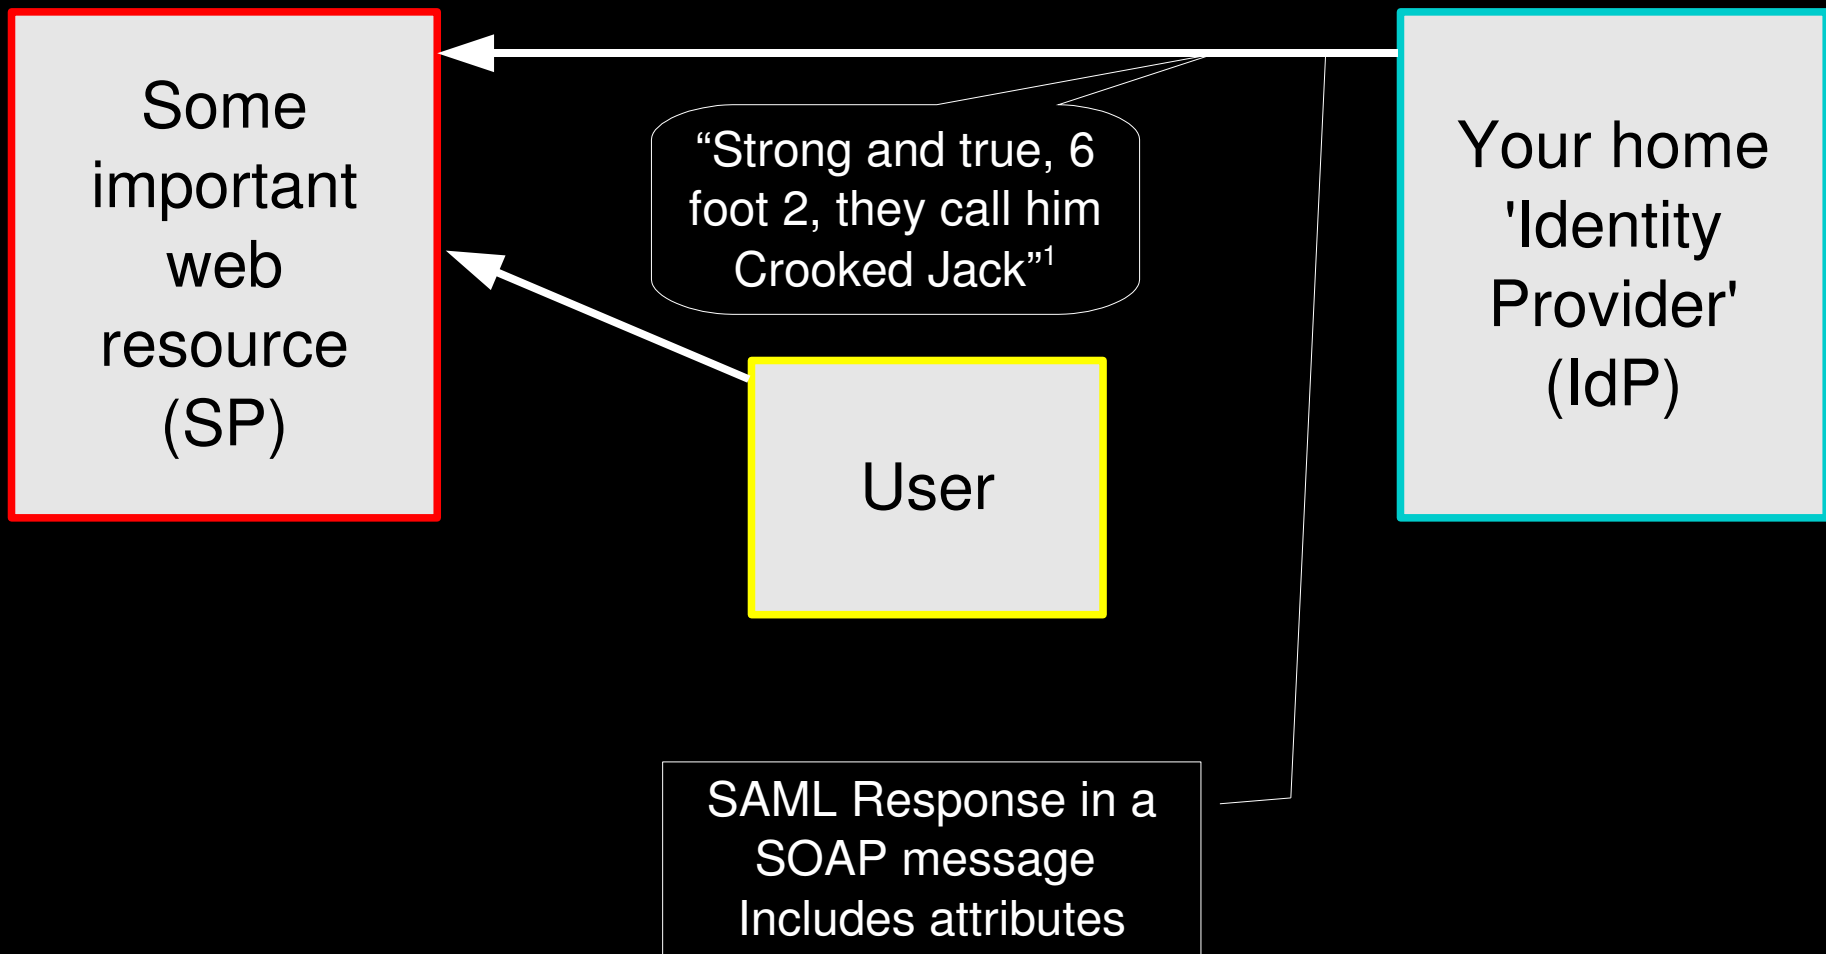 Some
important
web
resource
(SP)
“Strong and true, 6
foot 2, they call him
Crooked Jack”¹
Your home
'Identity
Provider'
(IdP)
User
SAML Response in a
SOAP message
Includes attributes